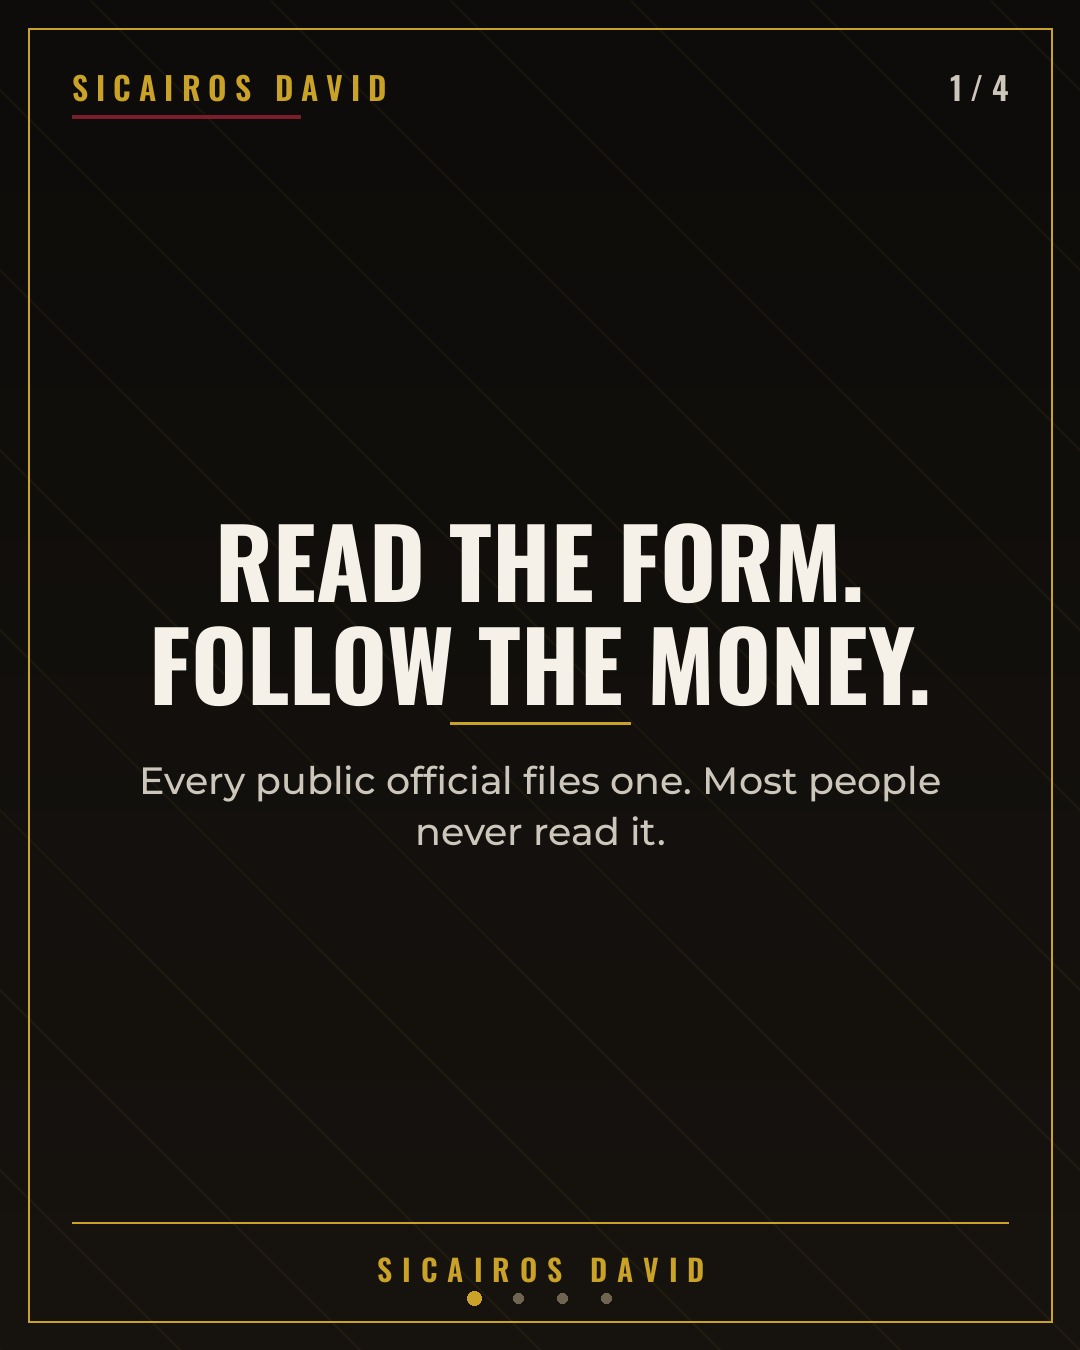 SICAIROS DAVID
1 / 4
READ THE FORM.
FOLLOW THE MONEY.
Every public official files one. Most people
never read it.
SICAIROS DAVID